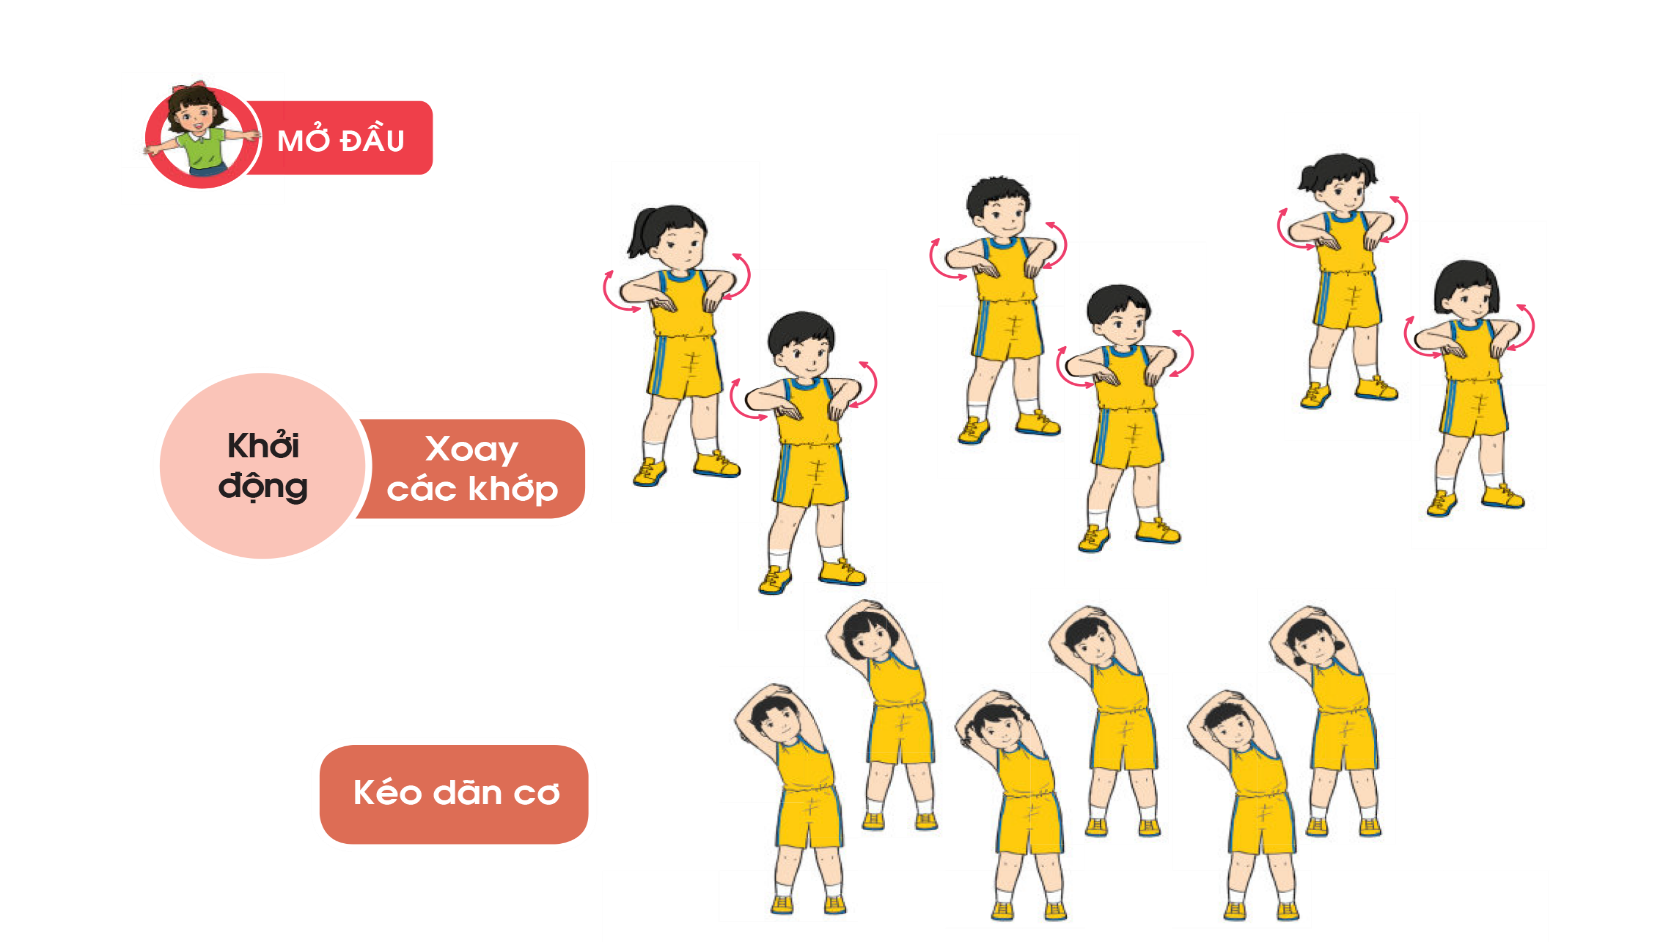 MỞ ĐẦU
Khởi
động
Xoay
các khớp
Kéo dãn cơ